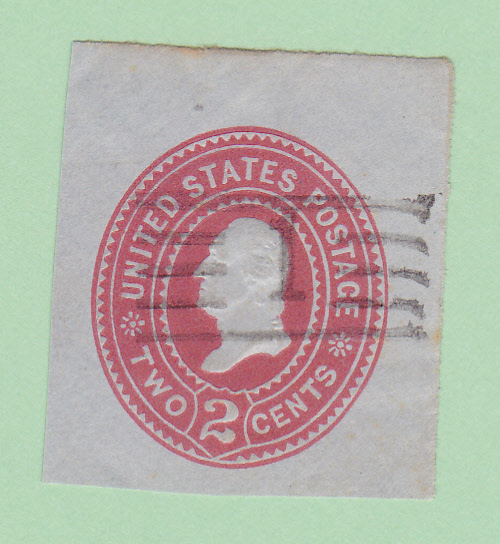 UNITED STATES POSTAGE
TWO 2 CENTS